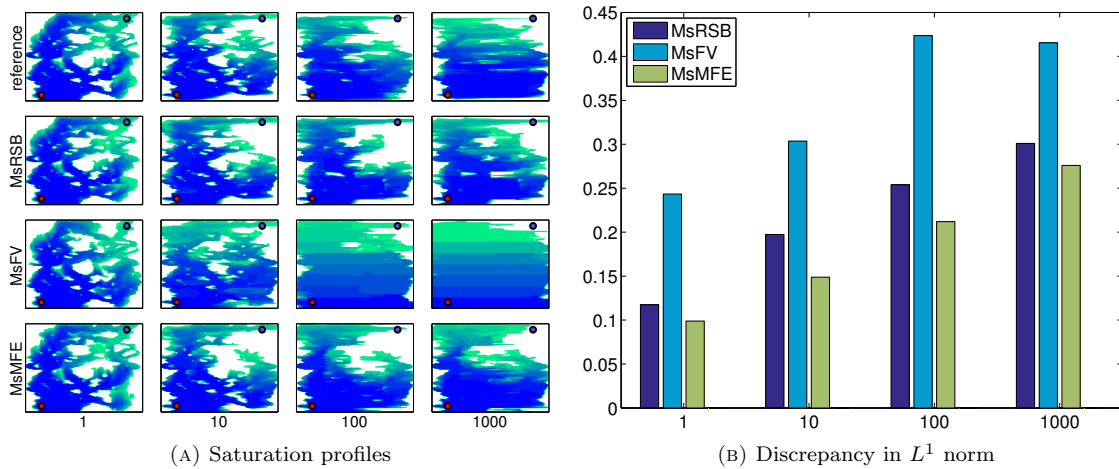 reference
MsRSB
MsFV
MsMFE
1 10 100 1000
(A) Saturation profiles
0.45
0.4
0.35
0.3
0.25
0.2
0.15
0.1
0.05
0
MsRSB
MsFV
MsMFE
1 10 100 1000
(B) Discrepancy in L¹ norm